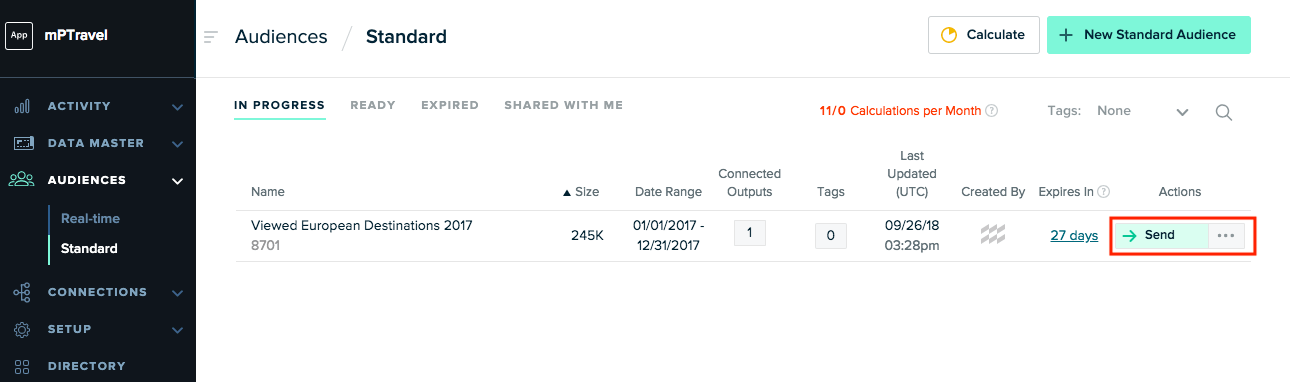 App mPTravel
Audiences / Standard
Calculate
+ New Standard Audience
ACTIVITY
DATA MASTER
AUDIENCES
Real-time
Standard
CONNECTIONS
SETUP
DIRECTORY
IN PROGRESS READY EXPIRED SHARED WITH ME
11/0 Calculations per Month ?
Tags: None
Name
▲ Size
Date Range
Connected
Outputs
Tags
Last
Updated
(UTC)
Created By
Expires In ?
Actions
Viewed European Destinations 2017
8701
245K
01/01/2017 -
12/31/2017
1
0
09/26/18
03:28pm
27 days
→ Send
•••